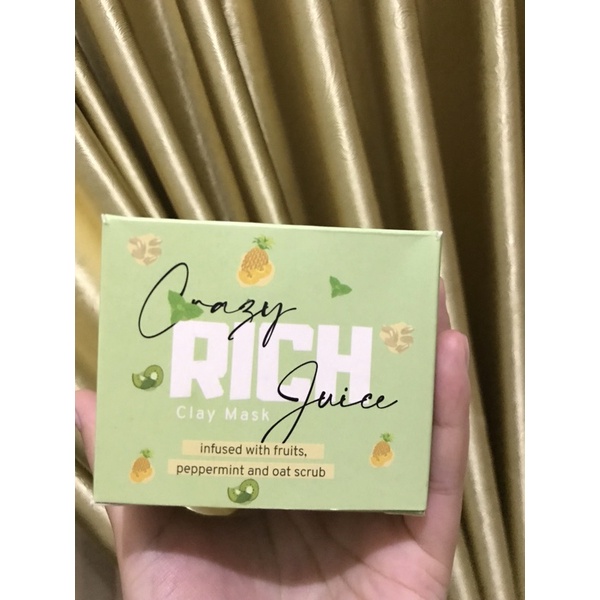 Crazy
RICH
Juice
Clay Mask
infused with fruits,
peppermint and oat scrub